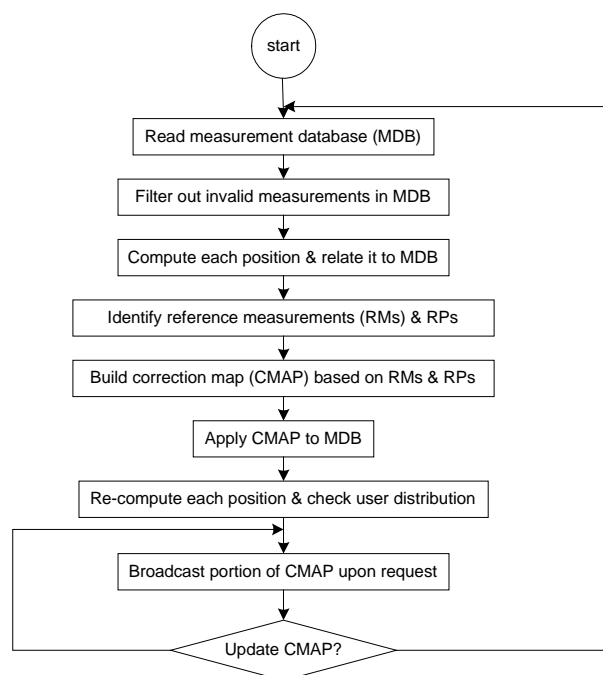 start
Read measurement database (MDB)
Filter out invalid measurements in MDB
Compute each position & relate it to MDB
Identify reference measurements (RMs) & RPs
Build correction map (CMAP) based on RMs & RPs
Apply CMAP to MDB
Re-compute each position & check user distribution
Broadcast portion of CMAP upon request
Update CMAP?